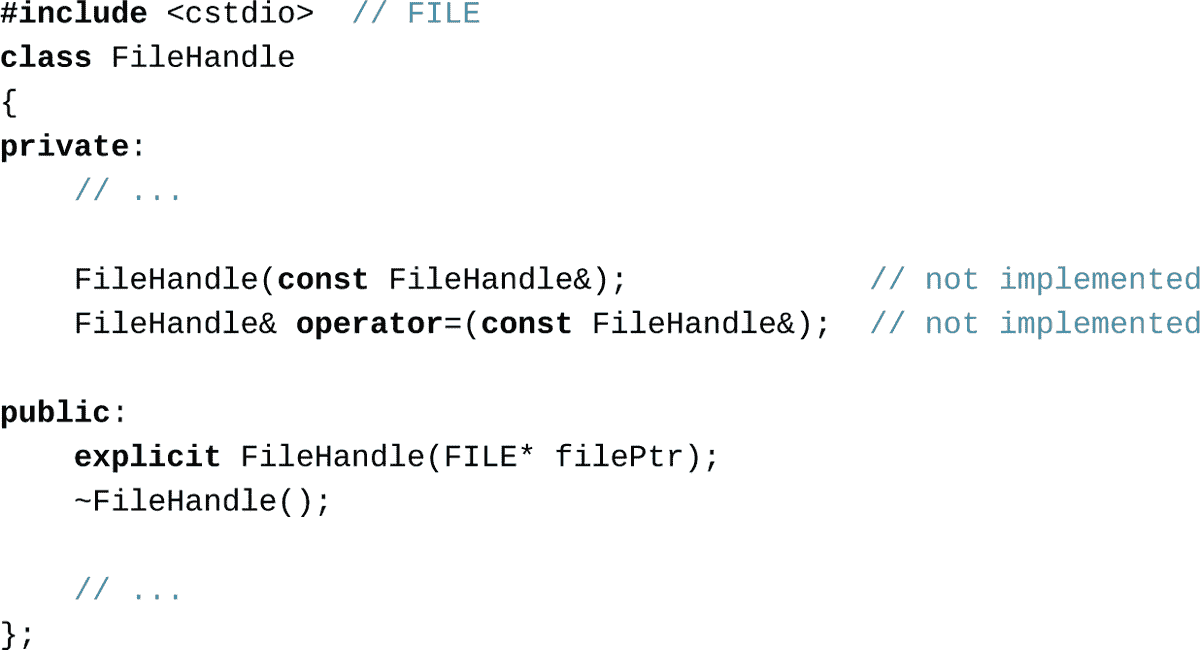 #include <cstdio>  // FILE
class FileHandle
{
private:
    // ...

    FileHandle(const FileHandle&);             // not implemented
    FileHandle& operator=(const FileHandle&);  // not implemented

public:
    explicit FileHandle(FILE* filePtr);
    ~FileHandle();

    // ...
};